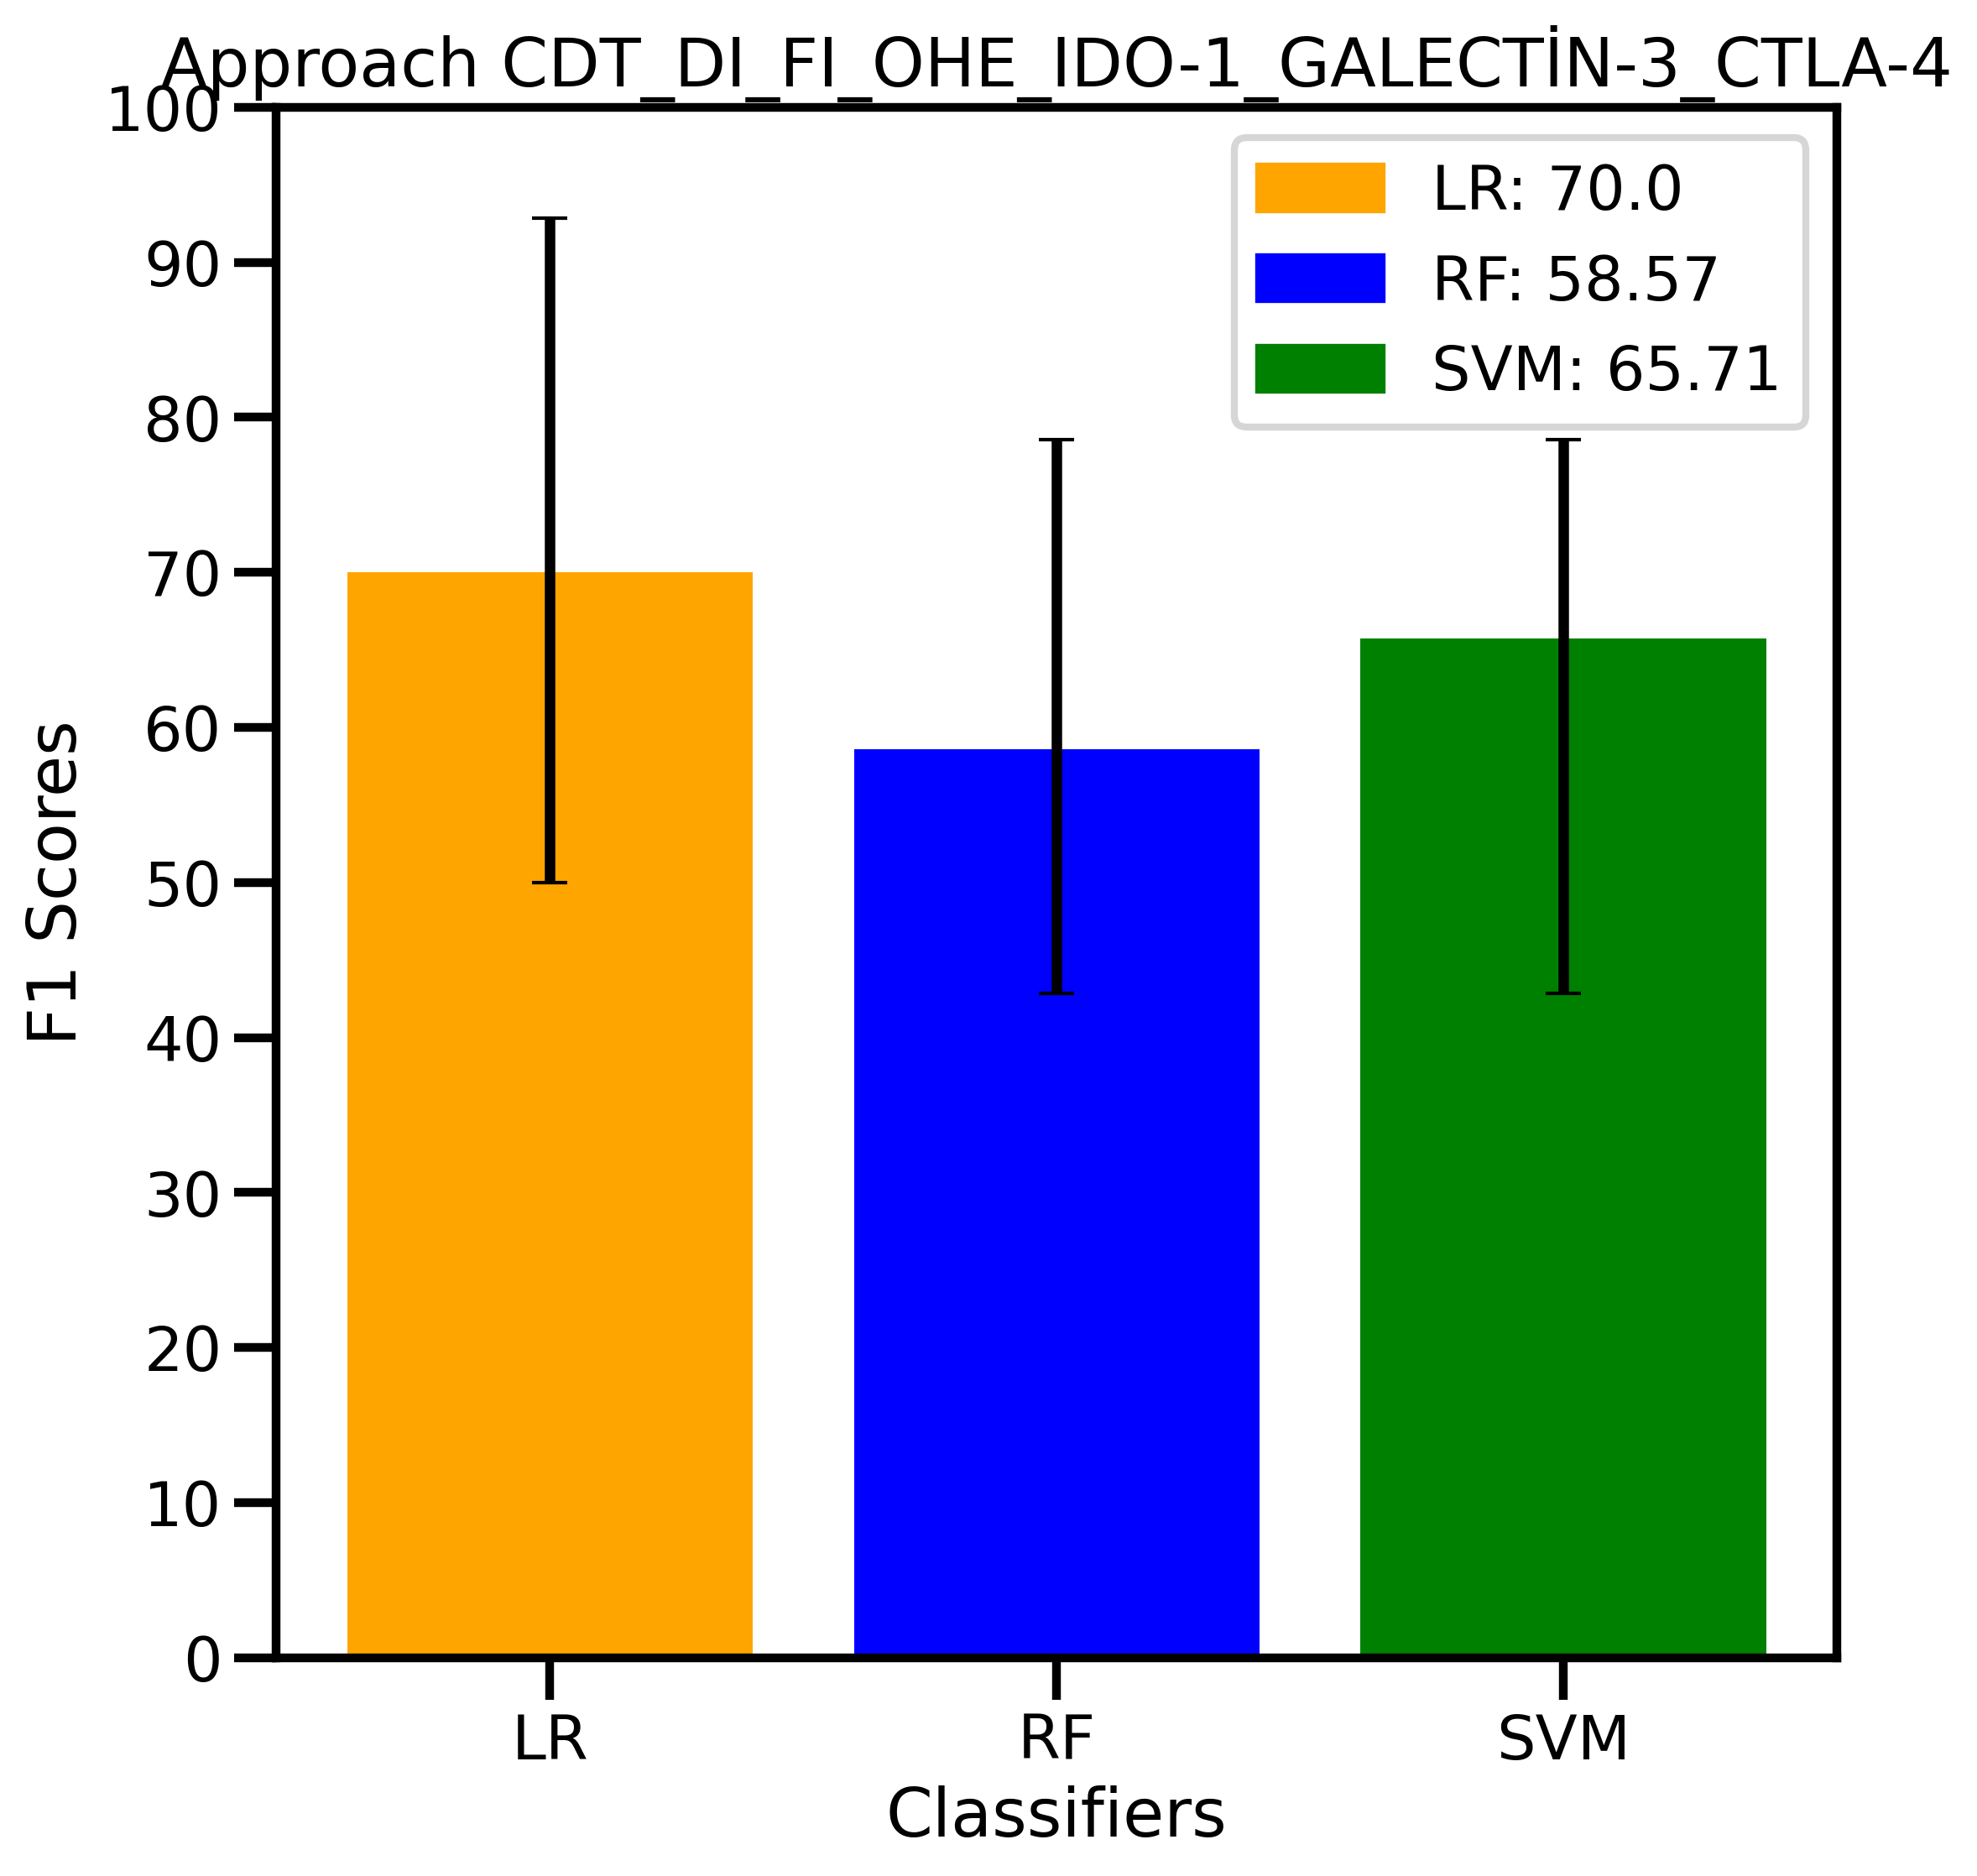 Approach CDT_DI_FI_OHE_IDO-1_GALECTİN-3_CTLA-4
100
90
80
70
60
50
40
30
20
10
0
F1 Scores
LR: 70.0
RF: 58.57
SVM: 65.71
LR RF SVM
Classifiers